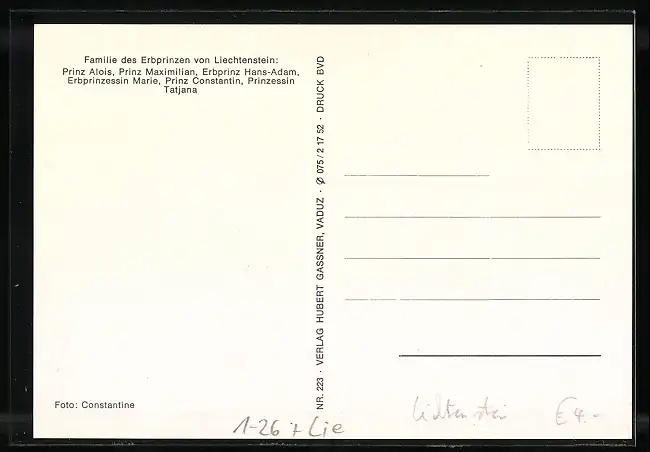 Familie des Erbprinzen von Liechtenstein:
Prinz Alois, Prinz Maximilian, Erbprinz Hans-Adam,
Erbprinzessin Marie, Prinz Constantin, Prinzessin
Tatjana
Foto: Constantine
NR. 223 · VERLAG HUBERT GASSNER, VADUZ · Ø 075/2 17 52 · DRUCK BVD
1-26 + Lie
Lichtenstein
€ 4.-